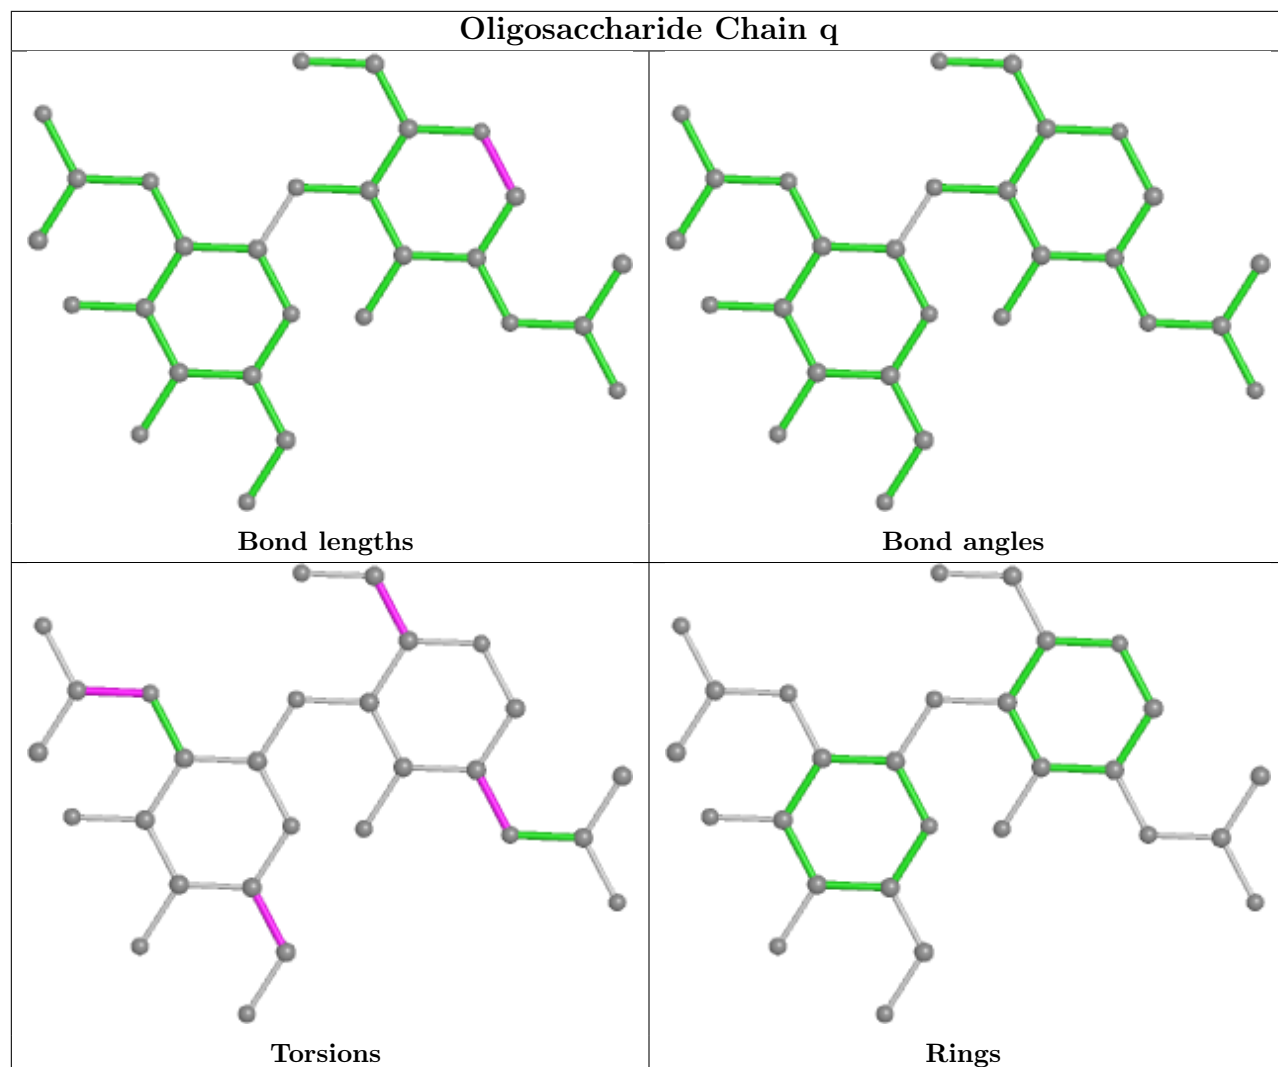 Oligosaccharide Chain q
Bond lengths
Bond angles
Torsions
Rings